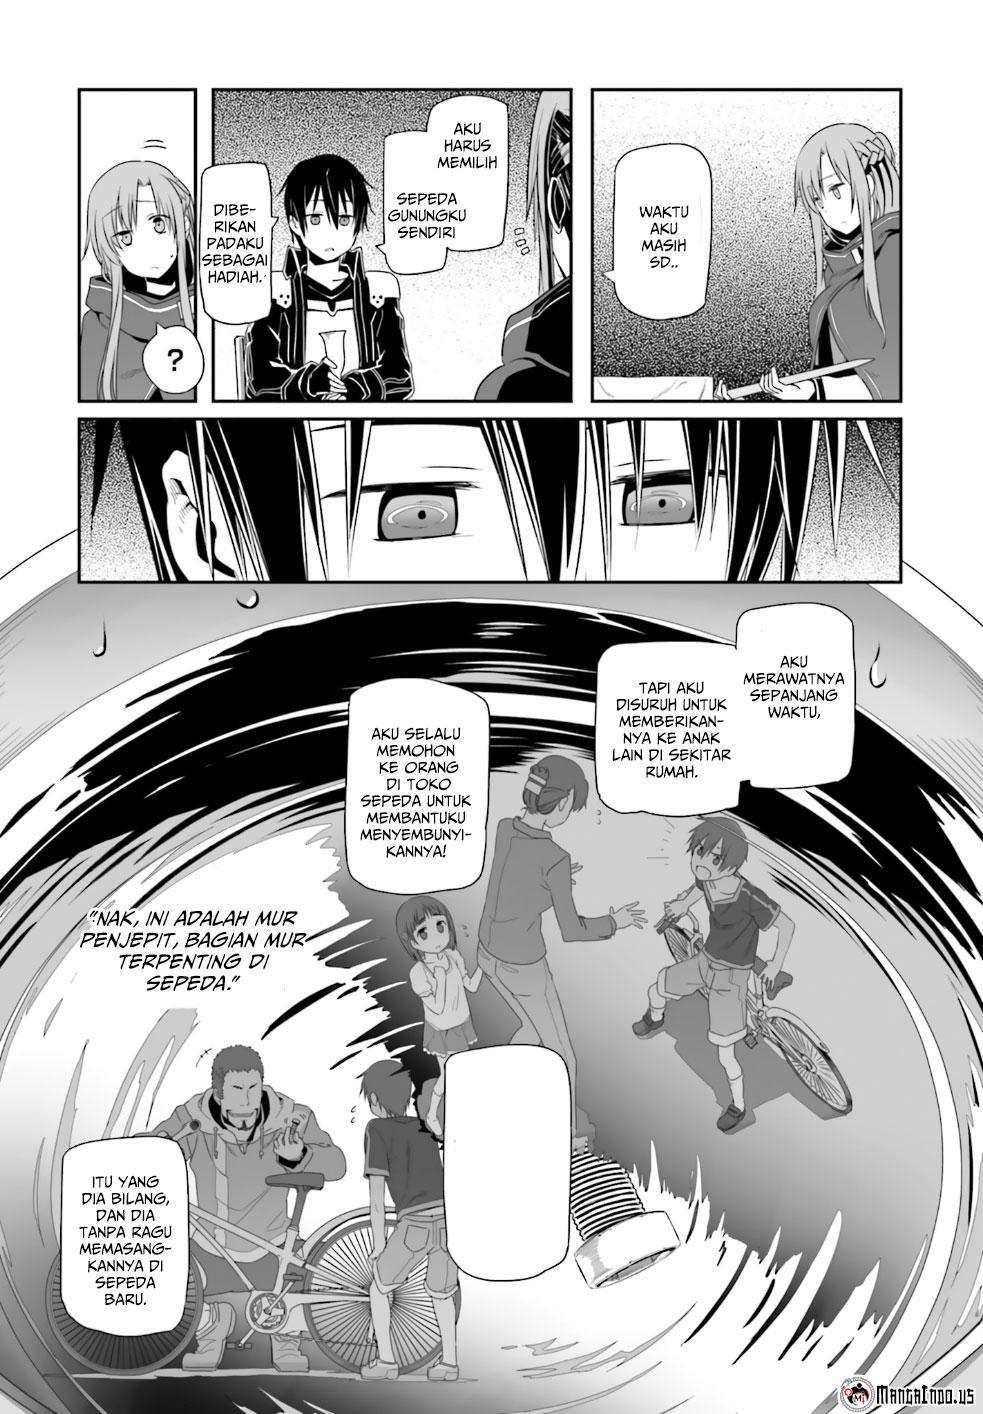 WAKTU
AKU
MASIH
SD..
AKU
HARUS
MEMILIH
SEPEDA
GUNUNGKU
SENDIRI
DIBE-
RIKAN
PADAKU
SEBAGAI
HADIAH.
?
AKU
MERAWATNYA
SEPANJANG
WAKTU,
TAPI AKU
DISURUH UNTUK
MEMBERIKAN-
NYA KE ANAK
LAIN DI SEKITAR
RUMAH.
AKU SELALU
MEMOHON
KE ORANG
DI TOKO
SEPEDA UNTUK
MEMBANTUKU
MENYEMBUNYI-
KANNYA!
"NAK, INI ADALAH MUR
PENJEPIT, BAGIAN MUR
TERPENTING DI
SEPEDA."
ITU YANG
DIA BILANG,
DAN DIA
TANPA RAGU
MEMASANG-
KANNYA DI
SEPEDA
BARU.
MANGAINDO.US